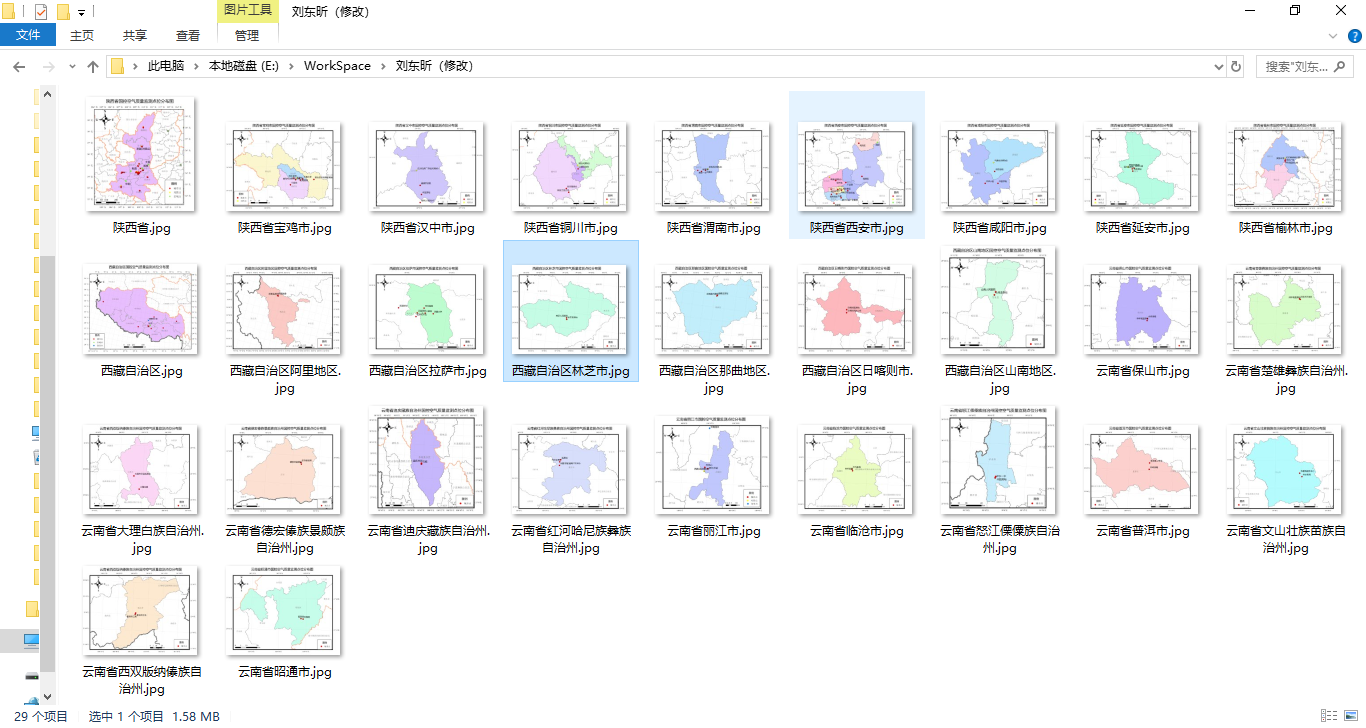 图片工具
刘东昕（修改）
文件
主页
共享
查看
管理
此电脑
本地磁盘 (E:)
WorkSpace
刘东昕（修改）
搜索"刘东...
陕西省.jpg
陕西省宝鸡市.jpg
陕西省汉中市.jpg
陕西省铜川市.jpg
陕西省渭南市.jpg
陕西省西安市.jpg
陕西省咸阳市.jpg
陕西省延安市.jpg
陕西省榆林市.jpg
西藏自治区.jpg
西藏自治区阿里地区.
jpg
西藏自治区拉萨市.jpg
西藏自治区林芝市.jpg
西藏自治区那曲地区.
jpg
西藏自治区日喀则市.
jpg
西藏自治区山南地区.
jpg
云南省保山市.jpg
云南省楚雄彝族自治州.
jpg
云南省大理白族自治州.
jpg
云南省德宏傣族景颇族
自治州.jpg
云南省迪庆藏族自治州.
jpg
云南省红河哈尼族彝族
自治州.jpg
云南省丽江市.jpg
云南省临沧市.jpg
云南省怒江傈僳族自治
州.jpg
云南省普洱市.jpg
云南省文山壮族苗族自
治州.jpg
云南省西双版纳傣族自
治州.jpg
云南省昭通市.jpg
29 个项目
选中 1 个项目 1.58 MB